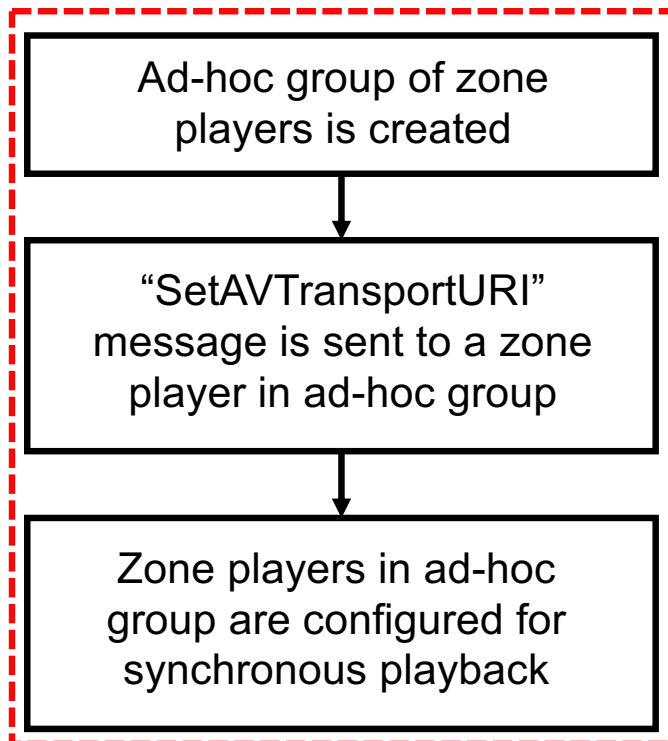 Ad-hoc group of zone
players is created
“SetAVTransportURI”
message is sent to a zone
player in ad-hoc group
Zone players in ad-hoc
group are configured for
synchronous playback